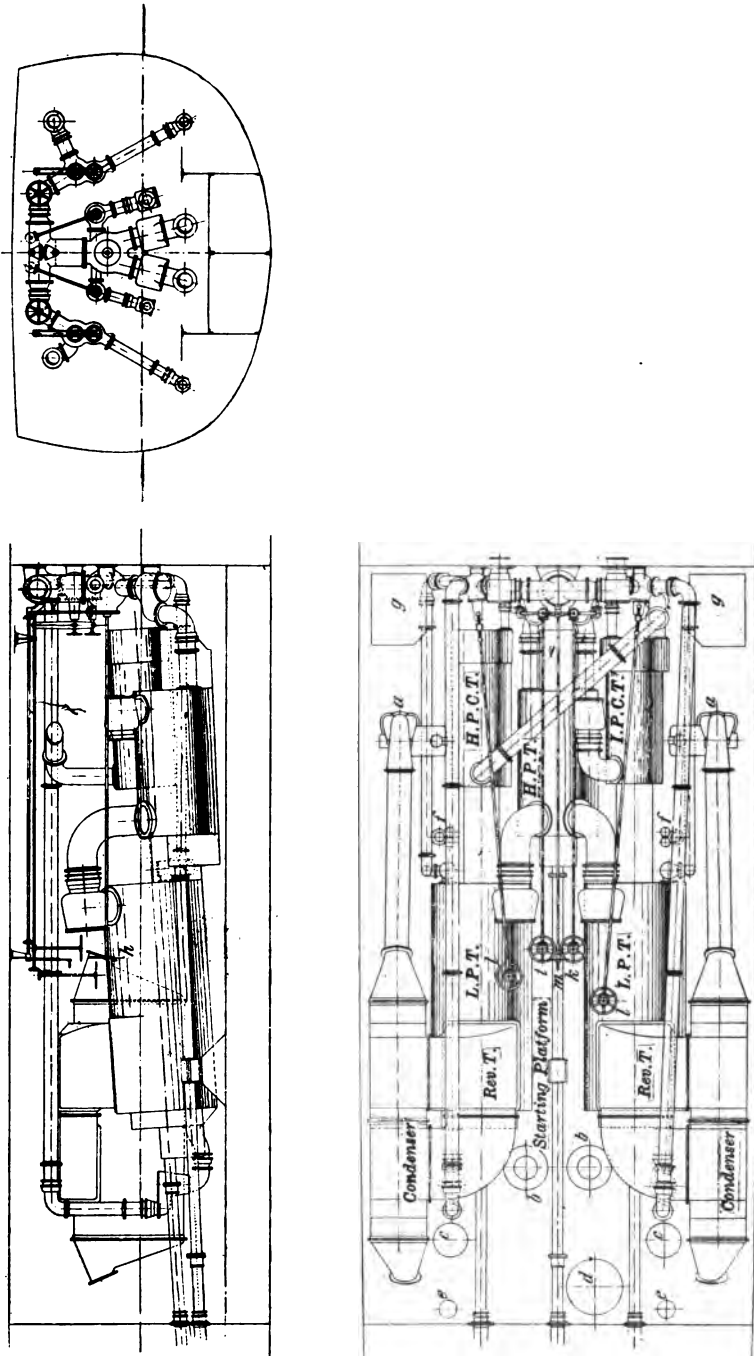 g
g
a
a
H.P.C.T.
H.P.T.
I.P.C.T.
f
f
L.P.T.
L.P.T.
l
i
m
k
l
h
Starting Platform
Rev.T.
Rev.T.
b
b
Condenser
Condenser
c
c
d
e
e